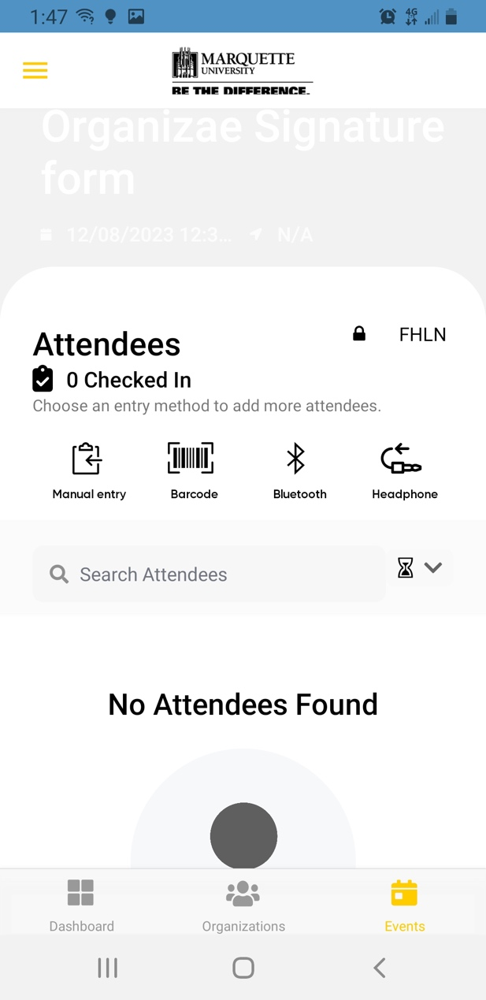 1:47
4G
MARQUETTE
UNIVERSITY
BE THE DIFFERENCE.
Organizae Signature
form
12/08/2023 12:3... N/A
Attendees
FHLN
0 Checked In
Choose an entry method to add more attendees.
Manual entry Barcode Bluetooth Headphone
Search Attendees
No Attendees Found
Dashboard Organizations Events